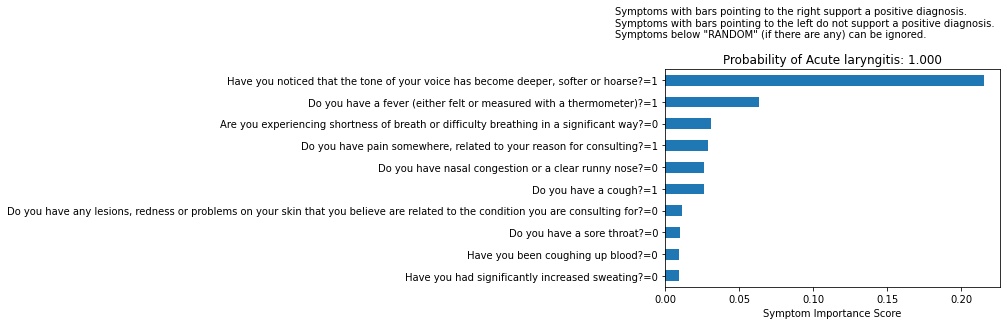 Symptoms with bars pointing to the right support a positive diagnosis.
Symptoms with bars pointing to the left do not support a positive diagnosis.
Symptoms below "RANDOM" (if there are any) can be ignored.
Probability of Acute laryngitis: 1.000
Have you noticed that the tone of your voice has become deeper, softer or hoarse?=1
Do you have a fever (either felt or measured with a thermometer)?=1
Are you experiencing shortness of breath or difficulty breathing in a significant way?=0
Do you have pain somewhere, related to your reason for consulting?=1
Do you have nasal congestion or a clear runny nose?=0
Do you have a cough?=1
Do you have any lesions, redness or problems on your skin that you believe are related to the condition you are consulting for?=0
Do you have a sore throat?=0
Have you been coughing up blood?=0
Have you had significantly increased sweating?=0
0.00 0.05 0.10 0.15 0.20
Symptom Importance Score